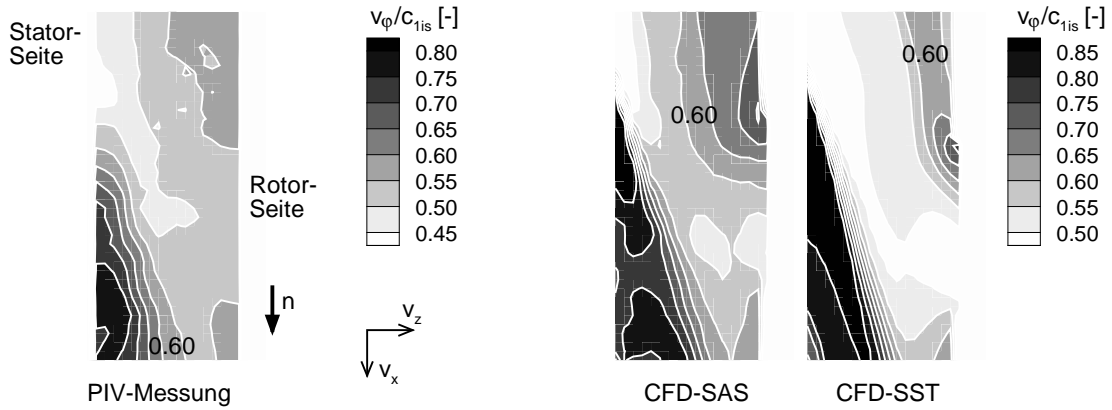 Stator-
Seite
Rotor-
Seite
n
0.60
PIV-Messung
vφ/c1is [-]
0.80
0.75
0.70
0.65
0.60
0.55
0.50
0.45
vz
vx
0.60
CFD-SAS
0.60
CFD-SST
vφ/c1is [-]
0.85
0.80
0.75
0.70
0.65
0.60
0.55
0.50